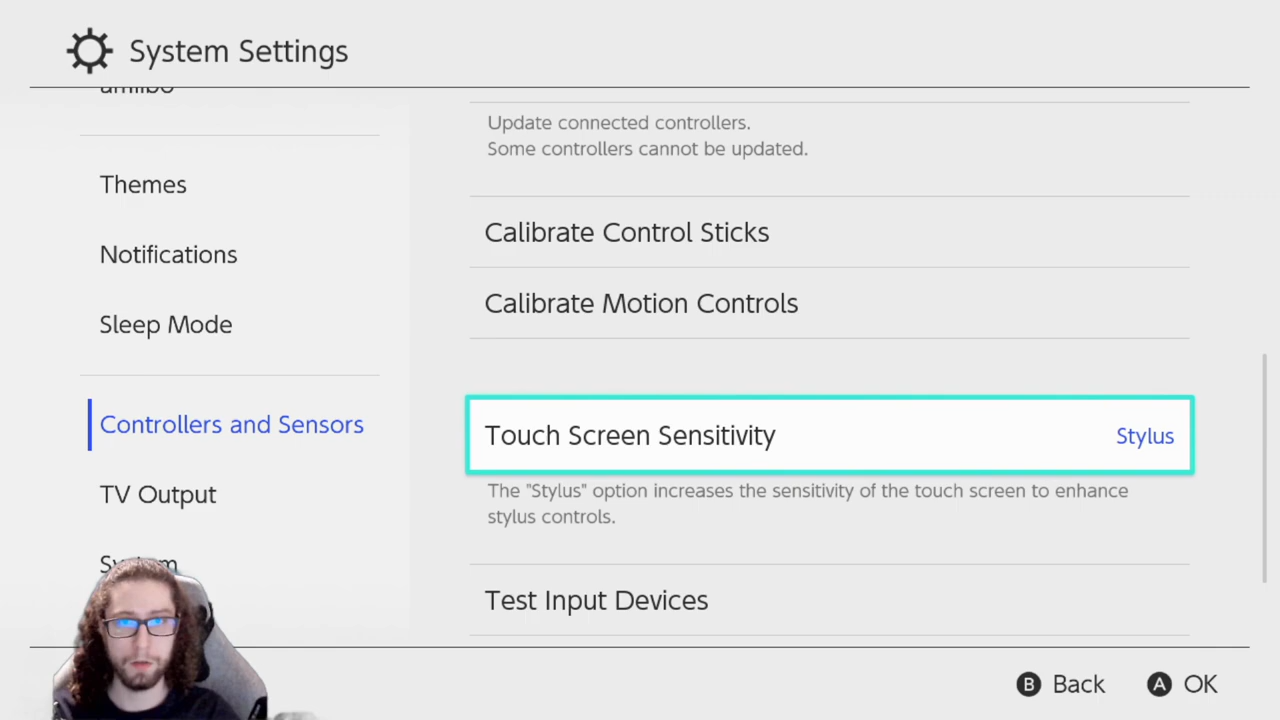 System Settings
amiibo
Themes
Notifications
Sleep Mode
Controllers and Sensors
TV Output
System
Update connected controllers.
Some controllers cannot be updated.
Calibrate Control Sticks
Calibrate Motion Controls
Touch Screen Sensitivity Stylus
The "Stylus" option increases the sensitivity of the touch screen to enhance
stylus controls.
Test Input Devices
B Back A OK